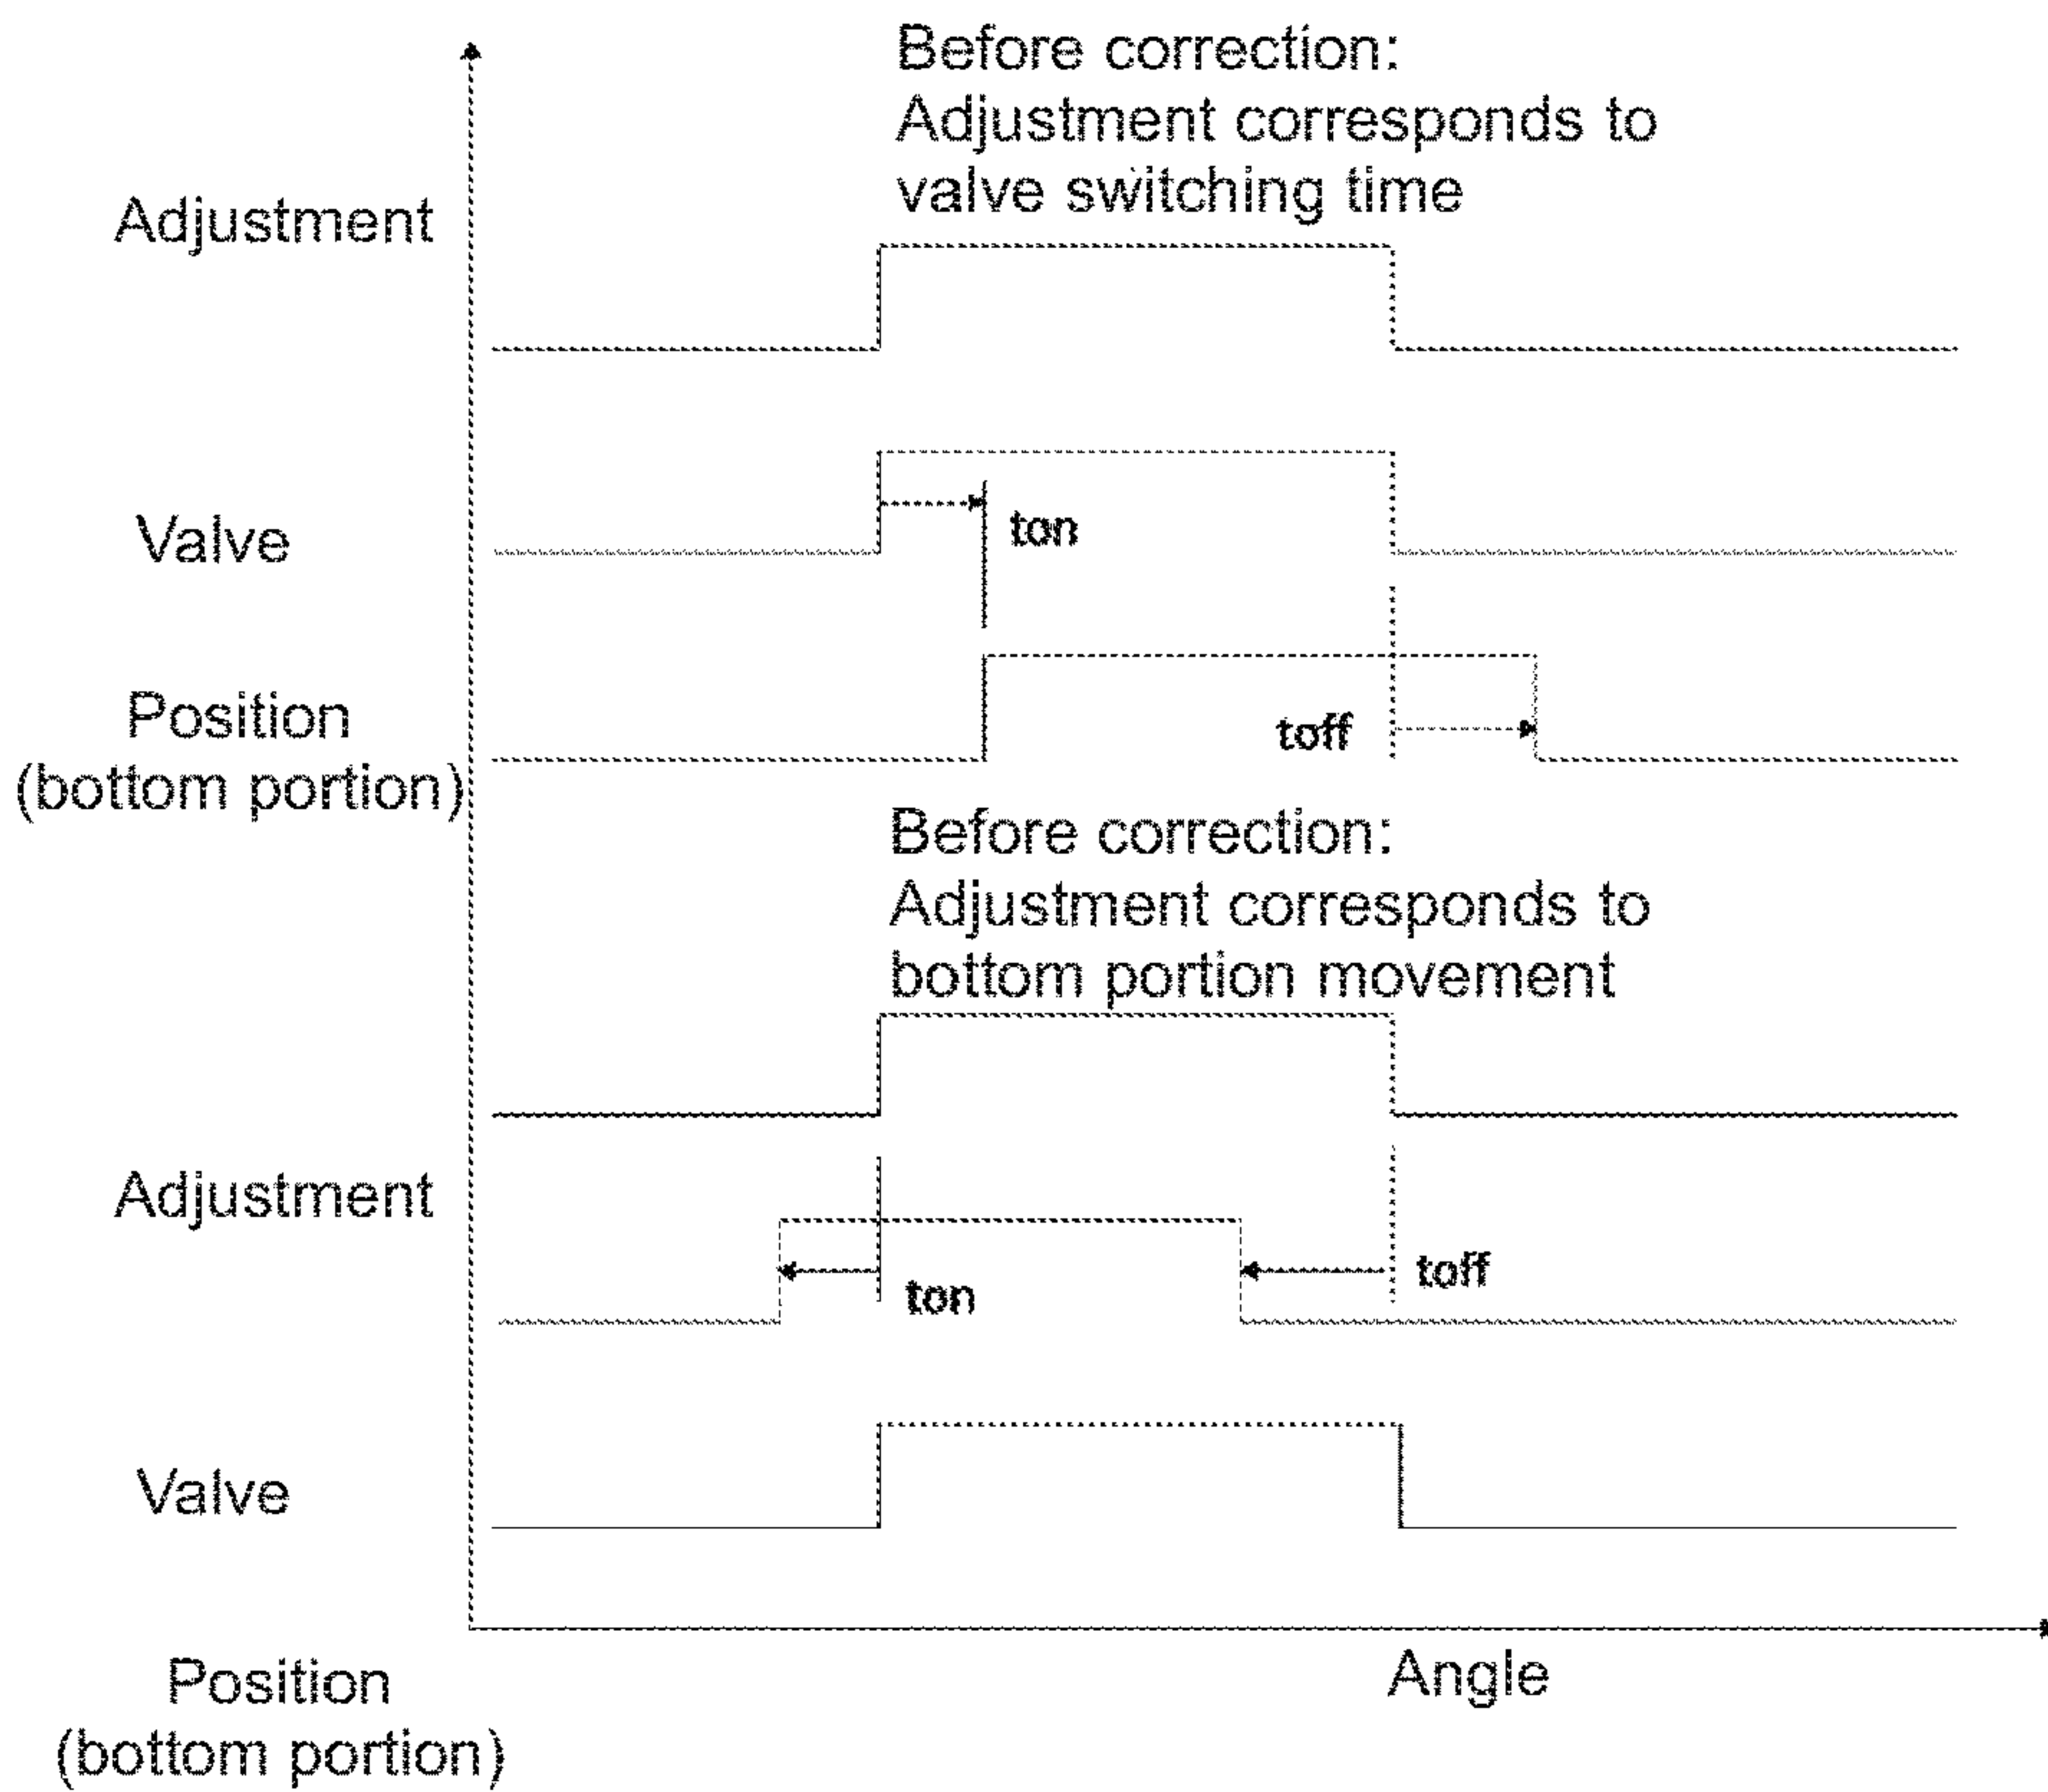 Before correction:
Adjustment corresponds to
valve switching time
Adjustment
Valve
ton
Position
(bottom portion)
toff
Before correction:
Adjustment corresponds to
bottom portion movement
Adjustment
ton
toff
Valve
Angle
Position
(bottom portion)